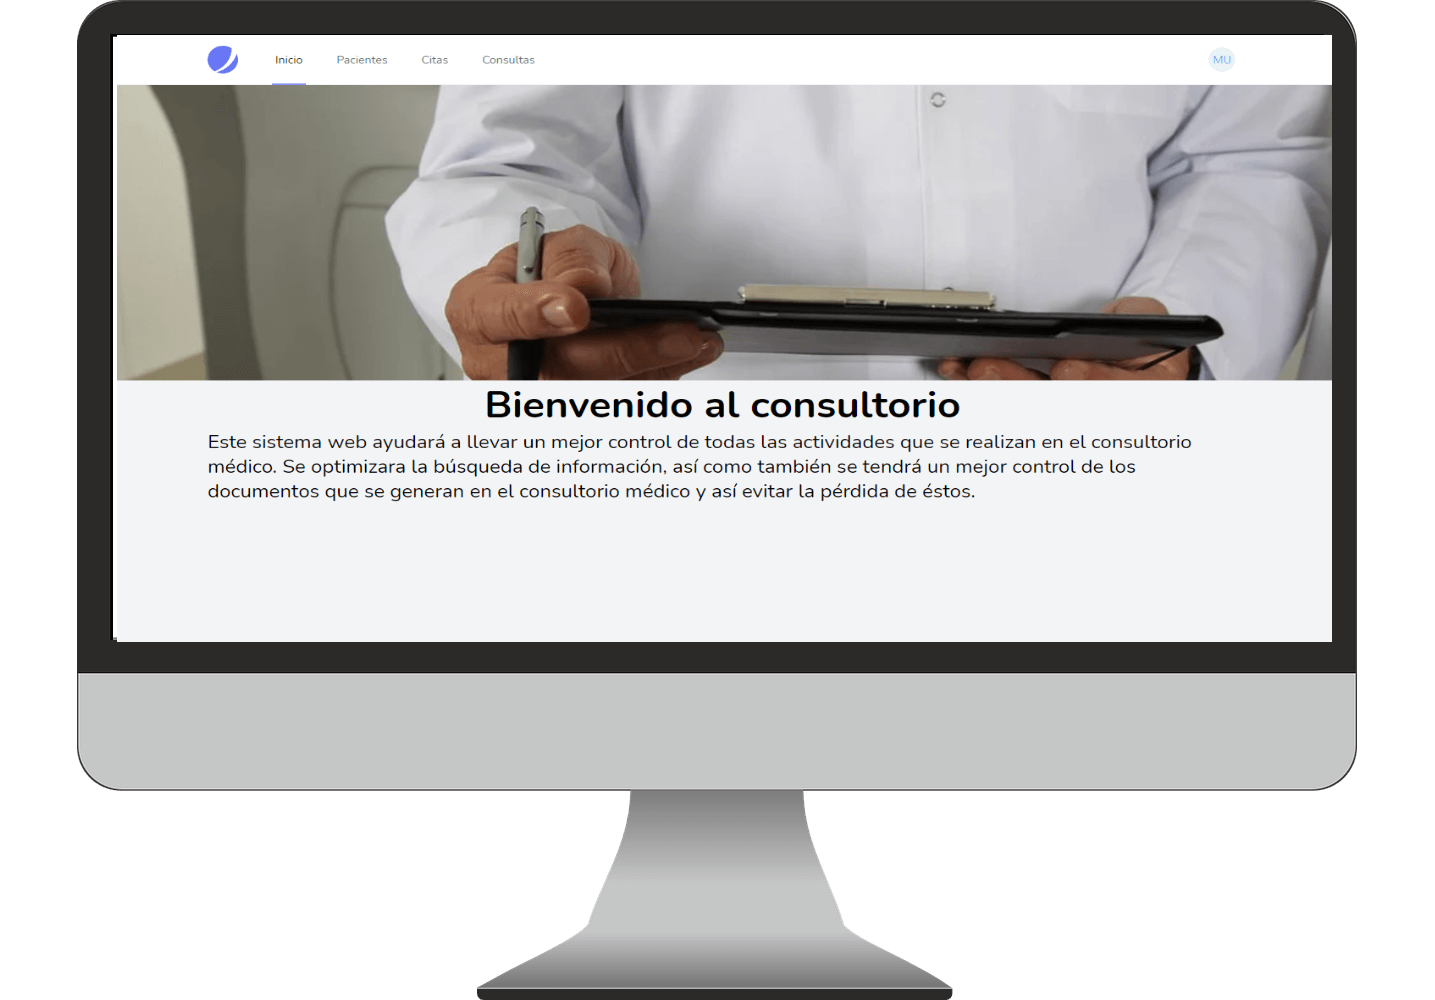 Inicio Pacientes Citas Consultas MU
Bienvenido al consultorio
Este sistema web ayudará a llevar un mejor control de todas las actividades que se realizan en el consultorio
médico. Se optimizara la búsqueda de información, así como también se tendrá un mejor control de los
documentos que se generan en el consultorio médico y así evitar la pérdida de éstos.